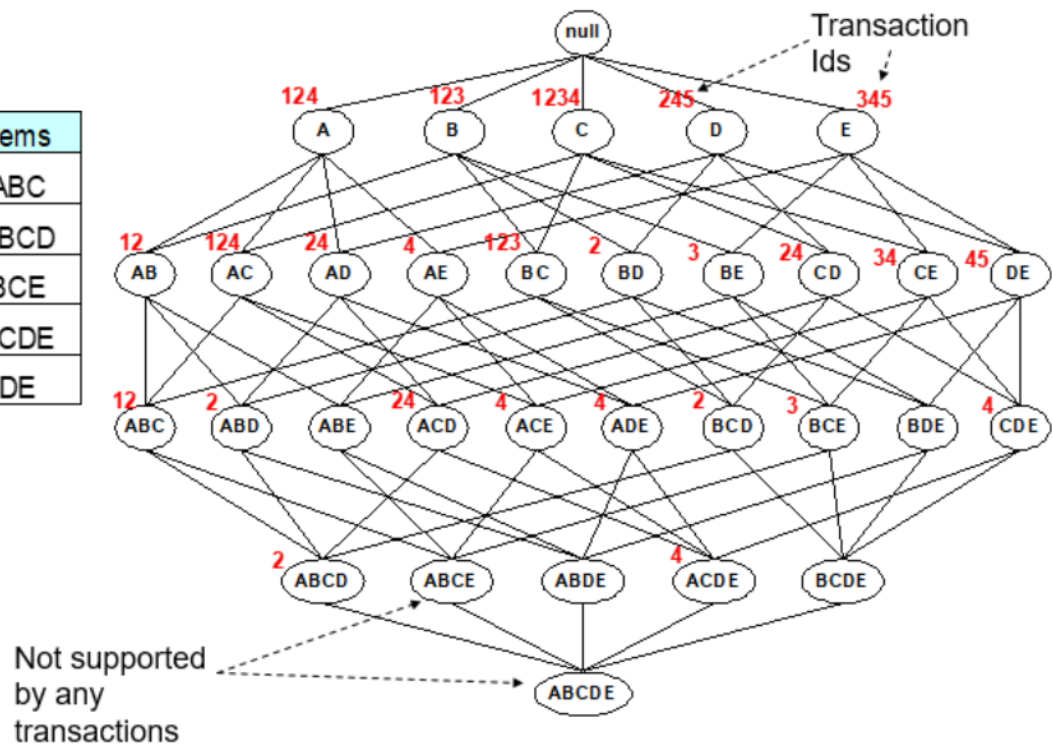 null
Transaction
Ids
124 123 1234 245 345
A B C D E
ems
ABC
BCD
BCE
CDE
DE
12 124 24 4 123 2 3 24 34 45
AB AC AD AE BC BD BE CD CE DE
12 2 24 4 4 2 3 4
ABC ABD ABE ACD ACE ADE BCD BCE BDE CDE
2 4
ABCD ABCE ABDE ACDE BCDE
Not supported
by any
transactions
ABCDE